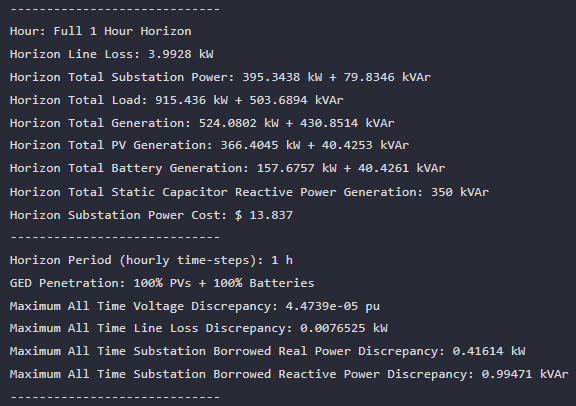 -----------------------------
Hour: Full 1 Hour Horizon
Horizon Line Loss: 3.9928 kW
Horizon Total Substation Power: 395.3438 kW + 79.8346 kVAr
Horizon Total Load: 915.436 kW + 503.6894 kVAr
Horizon Total Generation: 524.0802 kW + 430.8514 kVAr
Horizon Total PV Generation: 366.4045 kW + 40.4253 kVAr
Horizon Total Battery Generation: 157.6757 kW + 40.4261 kVAr
Horizon Total Static Capacitor Reactive Power Generation: 350 kVAr
Horizon Substation Power Cost: $ 13.837
-----------------------------
Horizon Period (hourly time-steps): 1 h
GED Penetration: 100% PVs + 100% Batteries
Maximum All Time Voltage Discrepancy: 4.4739e-05 pu
Maximum All Time Line Loss Discrepancy: 0.0076525 kW
Maximum All Time Substation Borrowed Real Power Discrepancy: 0.41614 kW
Maximum All Time Substation Borrowed Reactive Power Discrepancy: 0.99471 kVAr
-----------------------------